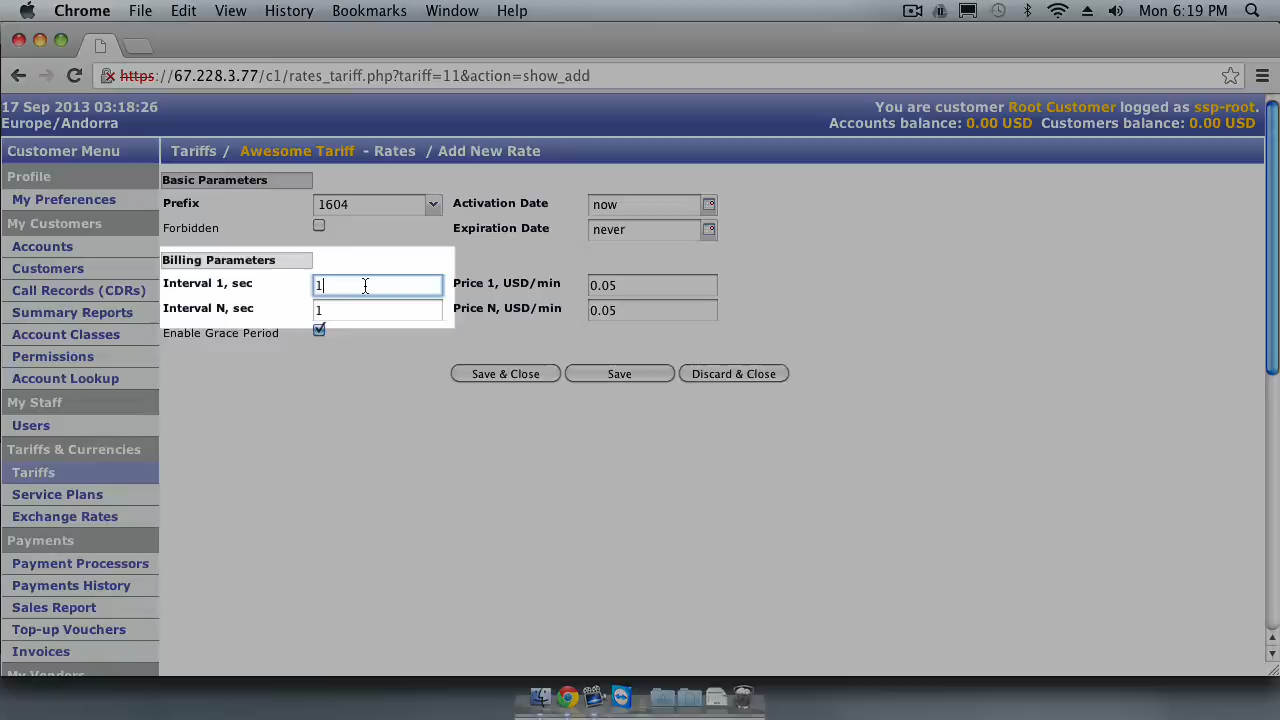 Chrome File Edit View History Bookmarks Window Help Mon 6:19 PM
https://67.228.3.77/c1/rates_tariff.php?tariff=11&action=show_add
17 Sep 2013 03:18:26
Europe/Andorra
You are customer Root Customer logged as ssp-root.
Accounts balance: 0.00 USD Customers balance: 0.00 USD
Customer Menu
Profile
My Preferences
My Customers
Accounts
Customers
Call Records (CDRs)
Summary Reports
Account Classes
Permissions
Account Lookup
My Staff
Users
Tariffs & Currencies
Tariffs
Service Plans
Exchange Rates
Payments
Payment Processors
Payments History
Sales Report
Top-up Vouchers
Invoices
My Vendors
Tariffs / Awesome Tariff - Rates / Add New Rate
Basic Parameters
Prefix 1604 Activation Date now
Forbidden Expiration Date never
Billing Parameters
Interval 1, sec 1 Price 1, USD/min 0.05
Interval N, sec 1 Price N, USD/min 0.05
Enable Grace Period
Save & Close Save Discard & Close